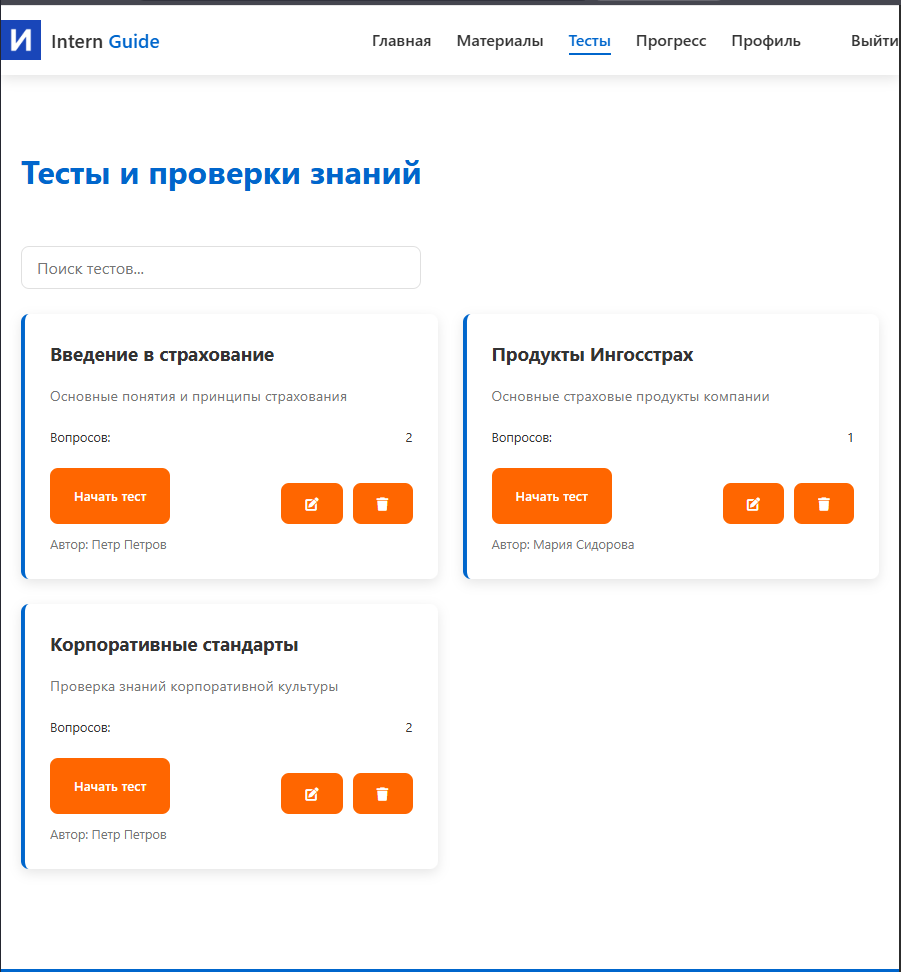 И Intern Guide Главная Материалы Тесты Прогресс Профиль Выйти
Тесты и проверки знаний
Поиск тестов...
Введение в страхование
Основные понятия и принципы страхования
Вопросов: 2
Начать тест
Автор: Петр Петров
Продукты Ингосстрах
Основные страховые продукты компании
Вопросов: 1
Начать тест
Автор: Мария Сидорова
Корпоративные стандарты
Проверка знаний корпоративной культуры
Вопросов: 2
Начать тест
Автор: Петр Петров